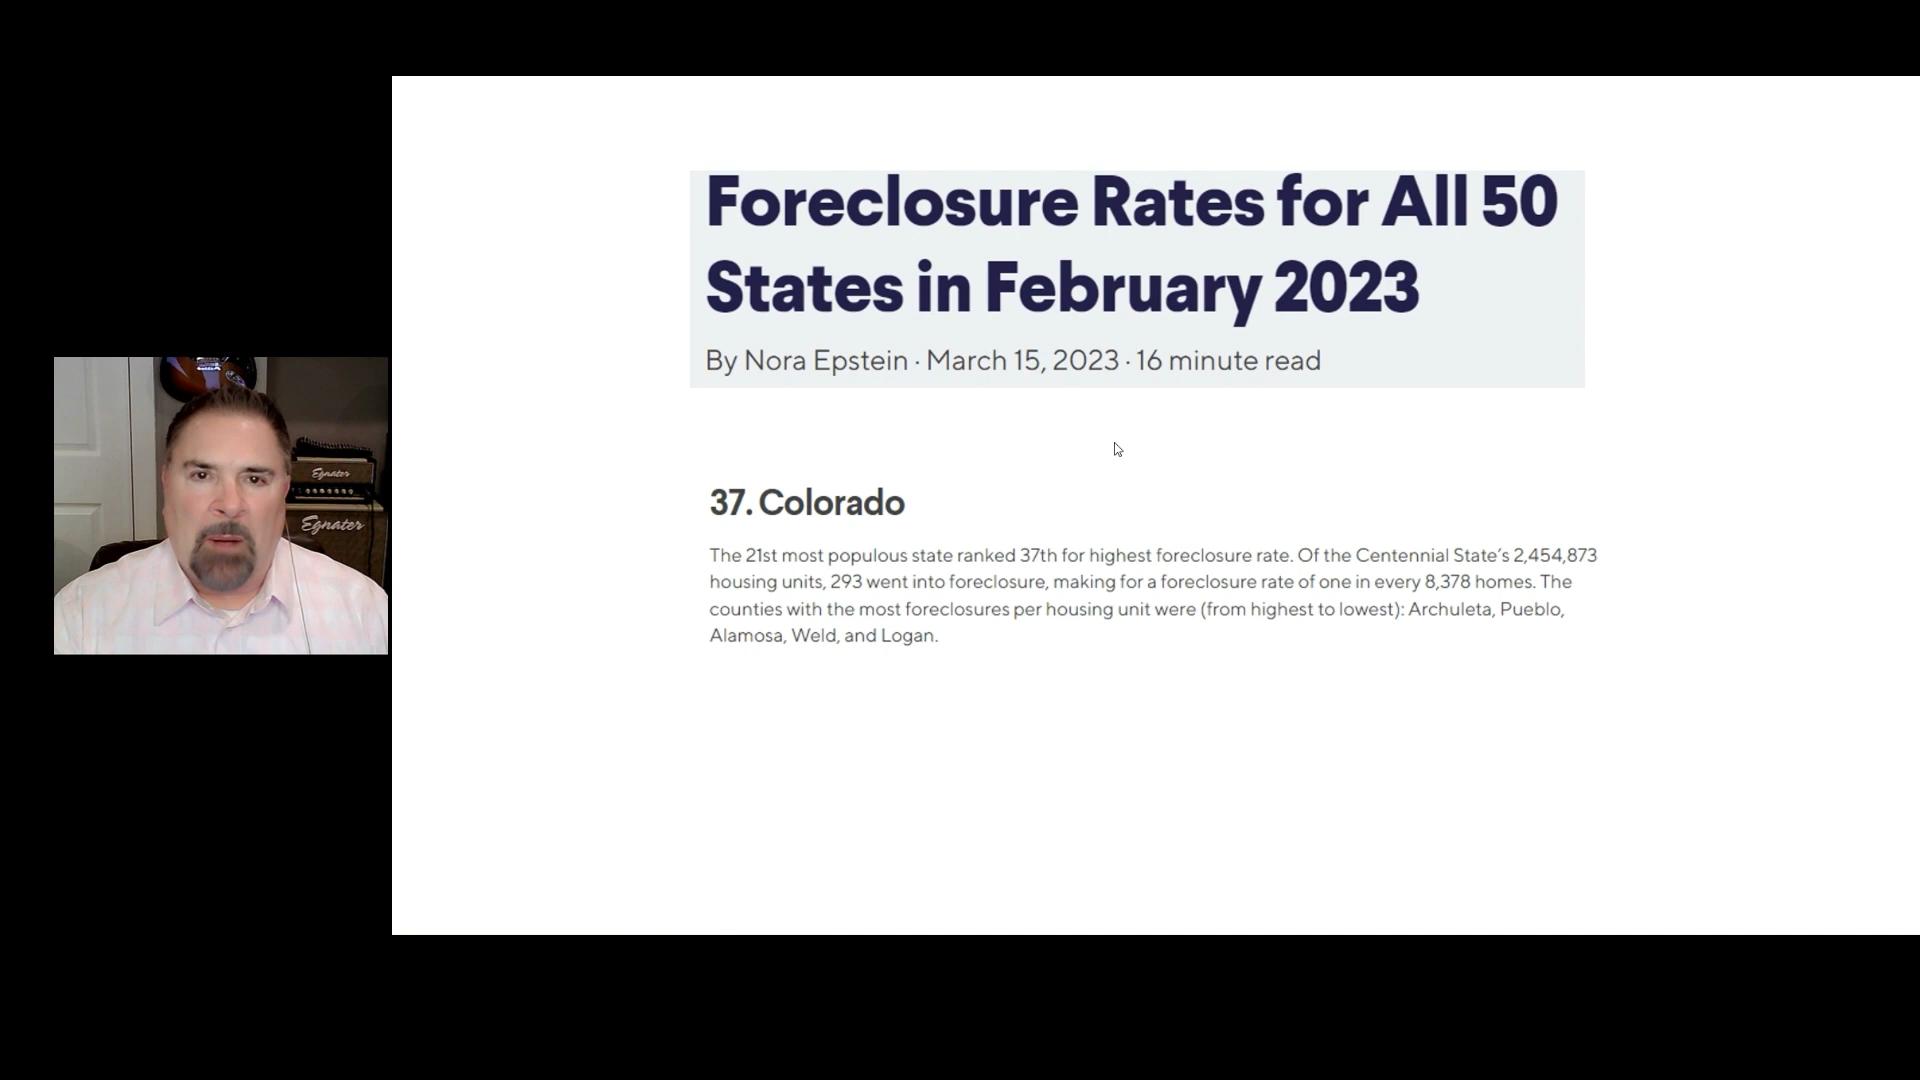 Foreclosure Rates for All 50
States in February 2023
By Nora Epstein · March 15, 2023 · 16 minute read
Egnater
Egnater
37. Colorado
The 21st most populous state ranked 37th for highest foreclosure rate. Of the Centennial State’s 2,454,873
housing units, 293 went into foreclosure, making for a foreclosure rate of one in every 8,378 homes. The
counties with the most foreclosures per housing unit were (from highest to lowest): Archuleta, Pueblo,
Alamosa, Weld, and Logan.